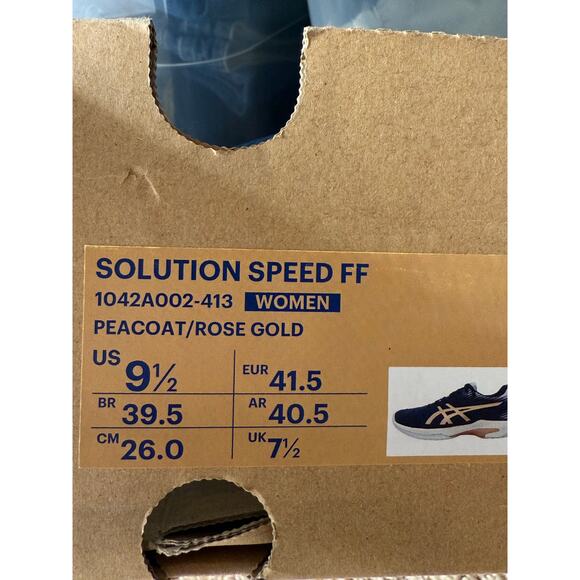 SOLUTION SPEED FF
1042A002-413 WOMEN
PEACOAT/ROSE GOLD
US 9½ EUR 41.5
BR 39.5 AR 40.5
CM 26.0 UK 7½